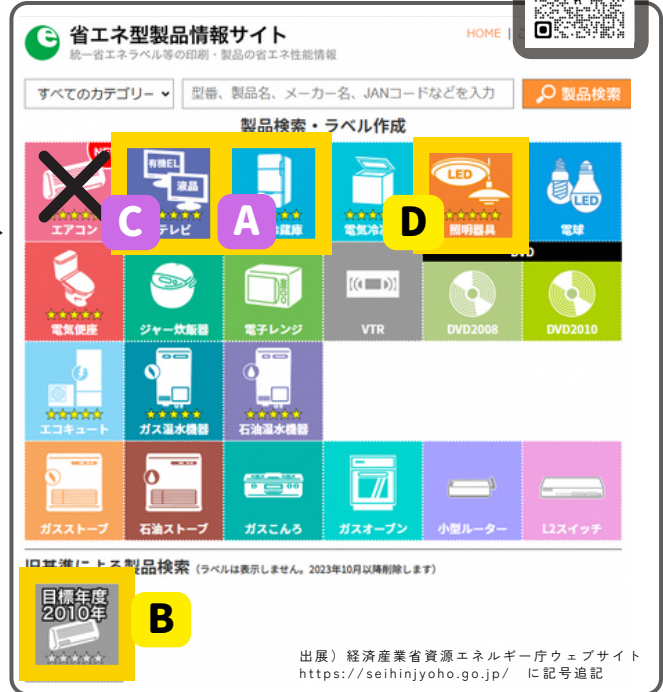 省エネ型製品情報サイト
統一省エネラベル等の印刷・製品の省エネ性能情報
HOME |
すべてのカテゴリー
型番、製品名、メーカー名、JANコードなどを入力
製品検索
製品検索・ラベル作成
エアコン
有機EL
液晶
テレビ
C
A
蔵庫
電気冷
D
LED
照明器具
LED
電球
電気便座
ジャー炊飯器
電子レンジ
VTR
DVD2008
DVD2010
エコキュート
ガス温水機器
石油温水機器
ガスストーブ
石油ストーブ
ガスこんろ
ガスオーブン
小型ルーター
L2スイッチ
旧基準による製品検索(ラベルは表示しません。2023年10月以降削除します)
目標年度
2010年
B
出展)経済産業省資源エネルギー庁ウェブサイト
https://seihinjyoho.go.jp/ に記号追記